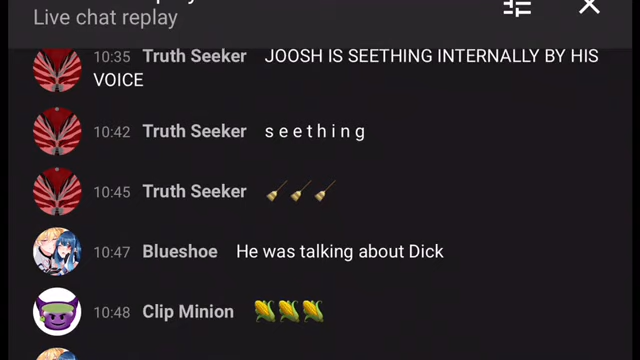 Live chat replay
10:35 Truth Seeker JOOSH IS SEETHING INTERNALLY BY HIS
VOICE
10:42 Truth Seeker s e e t h i n g
10:45 Truth Seeker 🧹🧹🧹
10:47 Blueshoe He was talking about Dick
10:48 Clip Minion 🌽🌽🌽